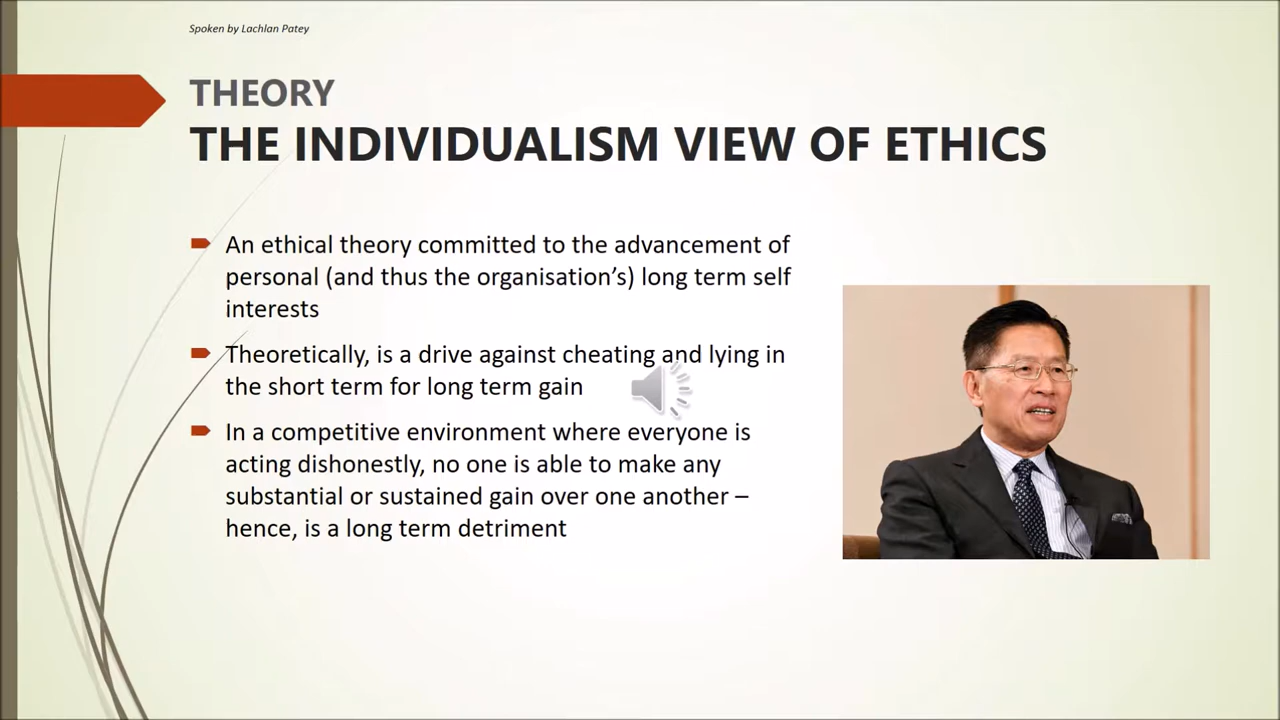 Spoken by Lachlan Patey
THEORY
THE INDIVIDUALISM VIEW OF ETHICS
An ethical theory committed to the advancement of
personal (and thus the organisation’s) long term self
interests
Theoretically, is a drive against cheating and lying in
the short term for long term gain
In a competitive environment where everyone is
acting dishonestly, no one is able to make any
substantial or sustained gain over one another –
hence, is a long term detriment